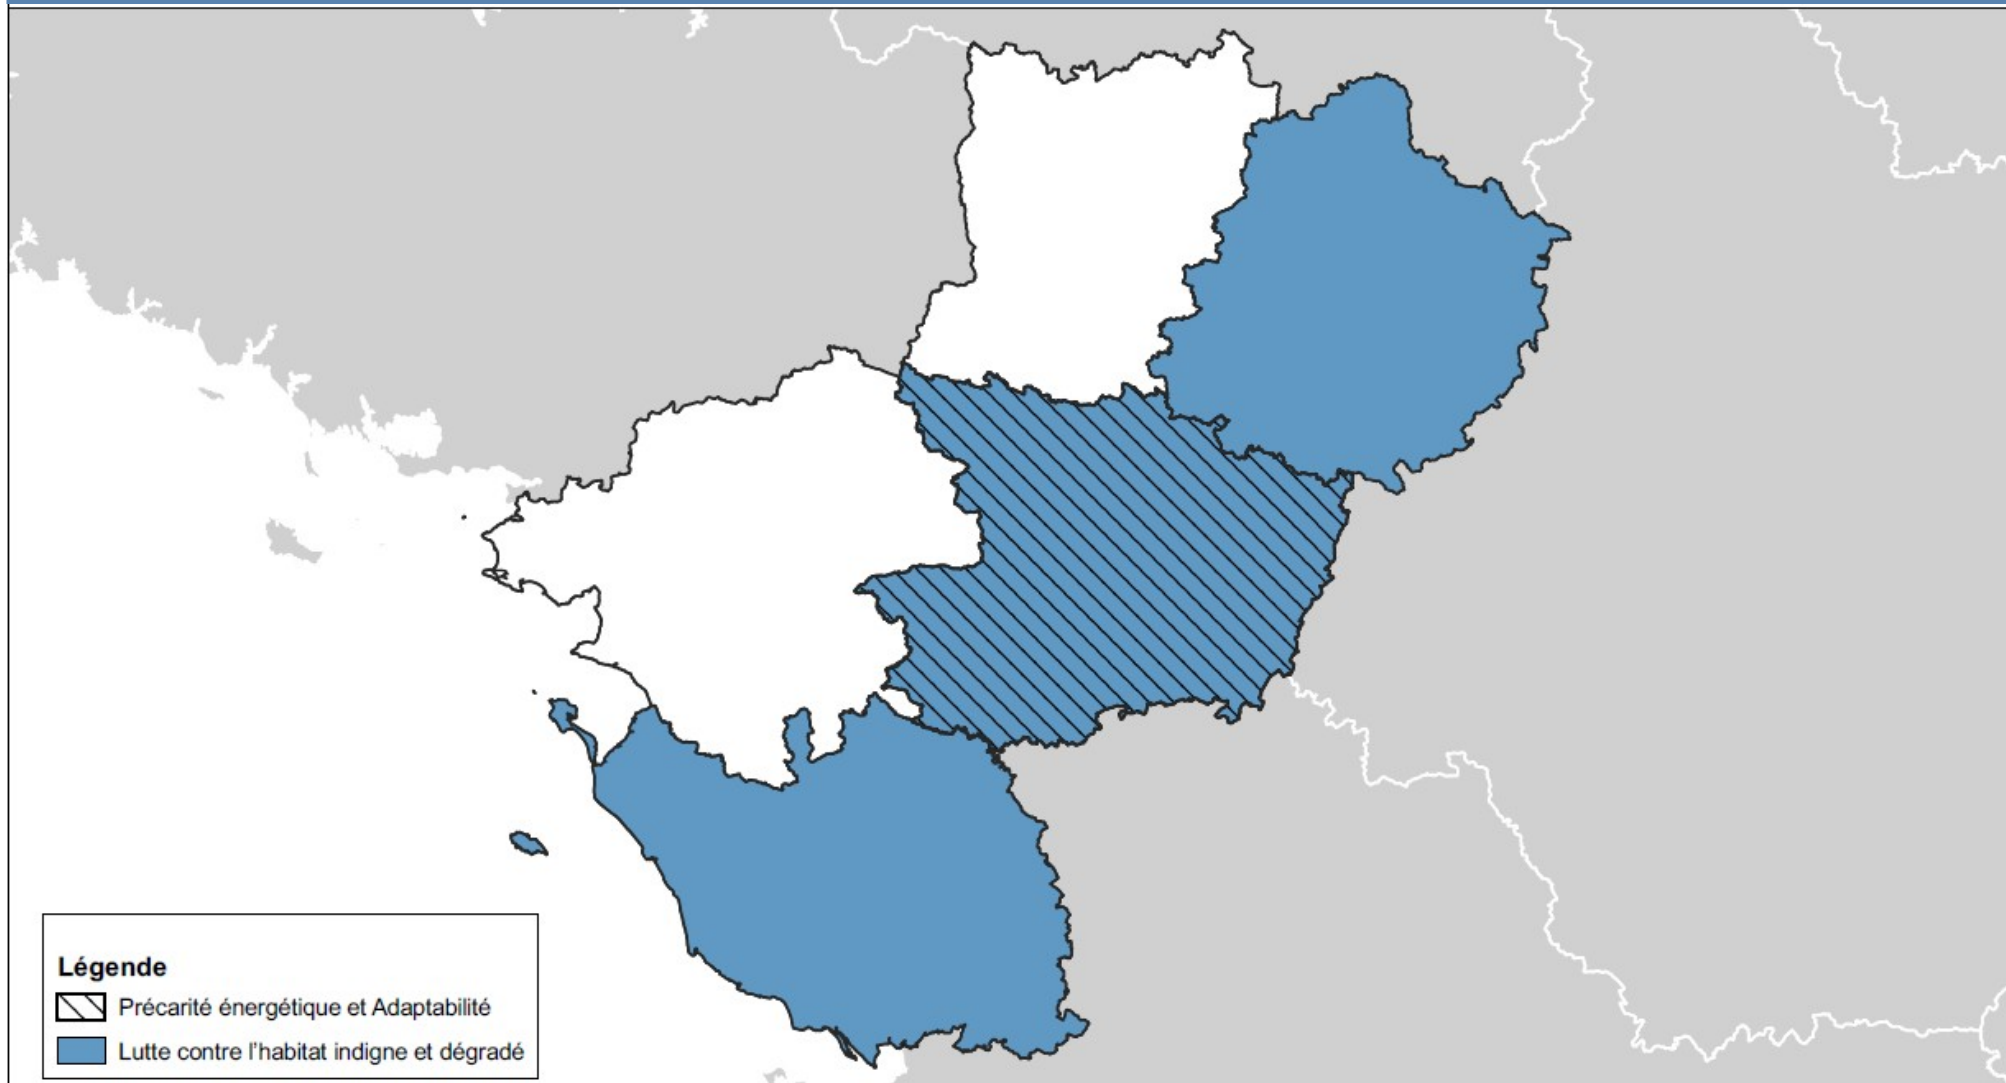 Légende
Précarité énergétique et Adaptabilité
Lutte contre l'habitat indigne et dégradé